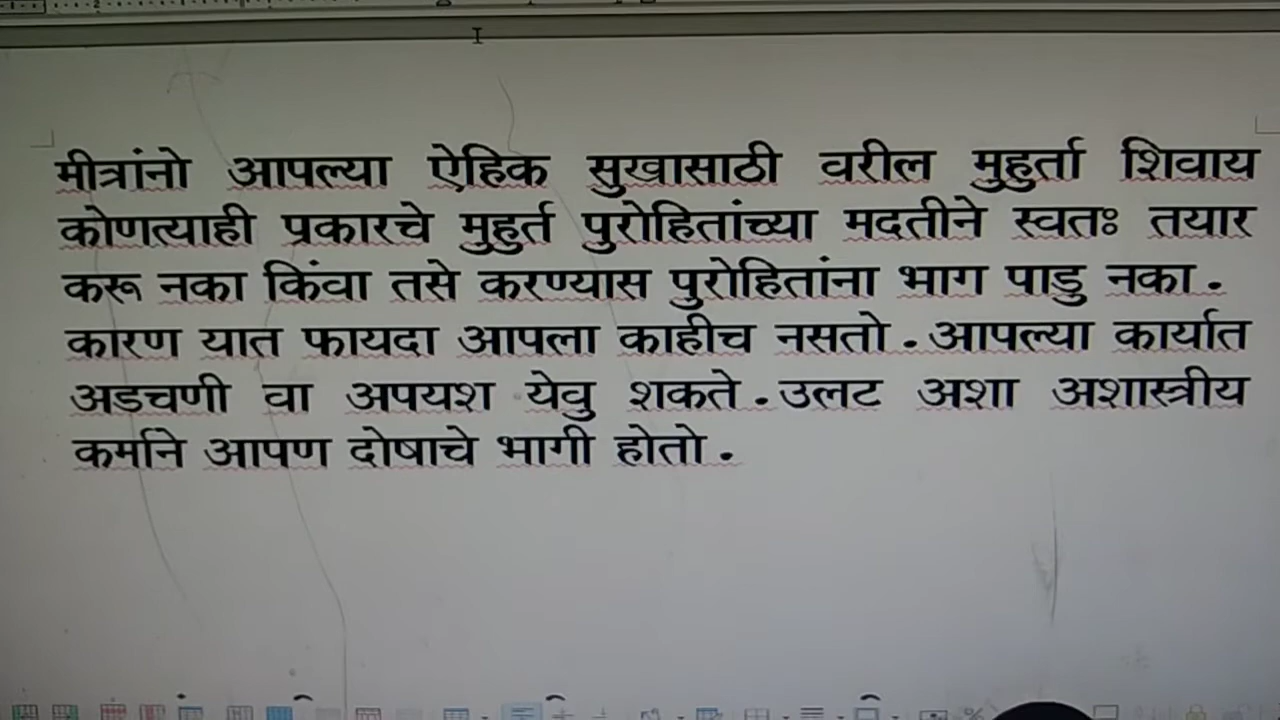 मीत्रांनो आपल्या ऐहिक सुखासाठी वरील मुहुर्ता शिवाय
कोणत्याही प्रकारचे मुहुर्त पुरोहितांच्या मदतीने स्वतः तयार
करू नका किंवा तसे करण्यास पुरोहितांना भाग पाडु नका.
कारण यात फायदा आपला काहीच नसतो.आपल्या कार्यात
अडचणी वा अपयश येवु शकते.उलट अशा अशास्त्रीय
कर्माने आपण दोषाचे भागी होतो.